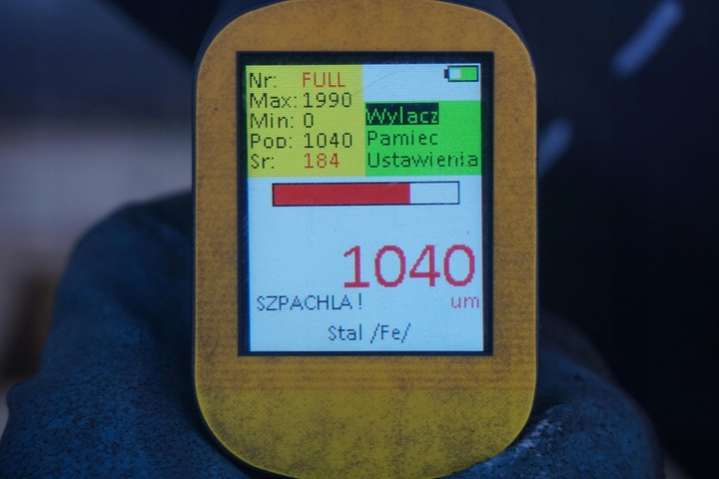 Nr: FULL
Max: 1990
Min: 0
Pop: 1040
Sr: 184
Wylacz
Pamiec
Ustawienia
1040
SZPACHLA ! um
Stal /Fe/